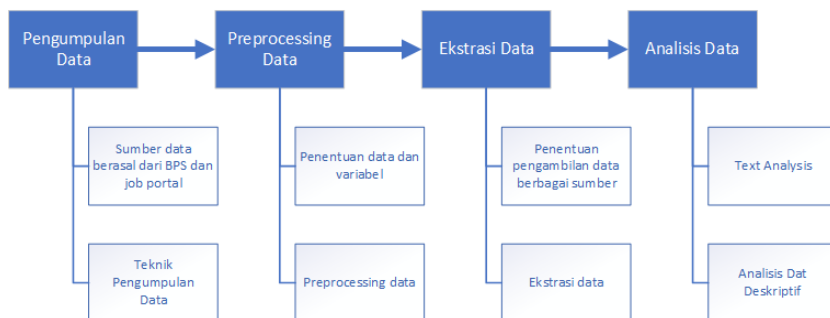 Pengumpulan
Data
Preprocessing
Data
Ekstrasi Data
Analisis Data
Sumber data
berasal dari BPS dan
job portal
Penentuan data dan
variabel
Penentuan
pengambilan data
berbagai sumber
Text Analysis
Teknik
Pengumpulan
Data
Preprocessing data
Ekstrasi data
Analisis Dat
Deskriptif